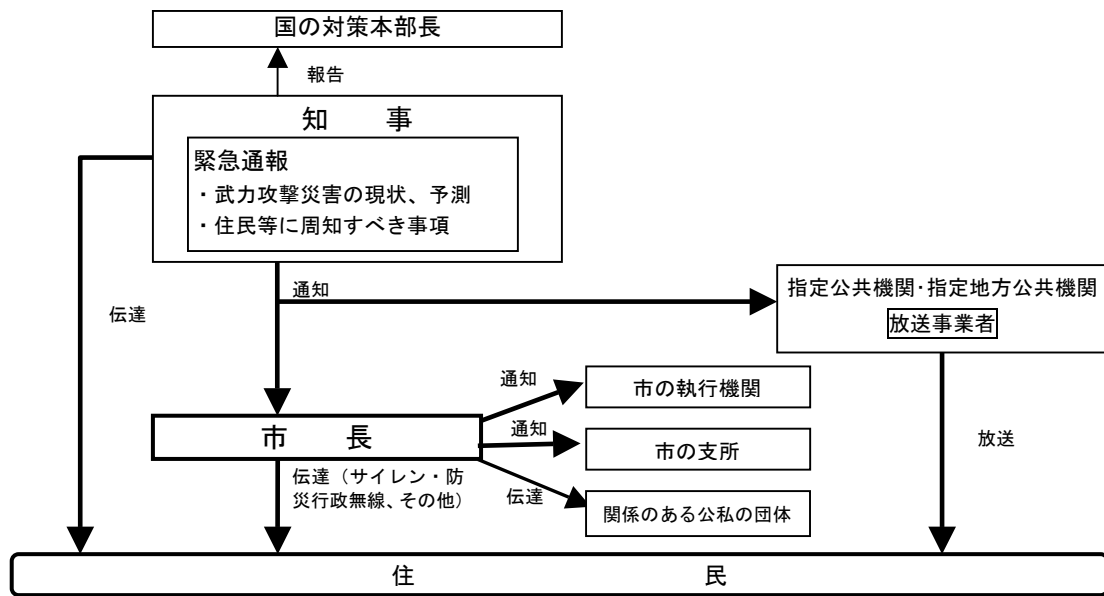 国の対策本部長
報告
知　　事
緊急通報
・武力攻撃災害の現状、予測
・住民等に周知すべき事項
通知
指定公共機関･指定地方公共機関
放送事業者
伝達
通知
市の執行機関
市　　長
通知
市の支所
放送
伝達（サイレン・防
災行政無線、その他）
伝達
関係のある公私の団体
住　　　　　　　　民